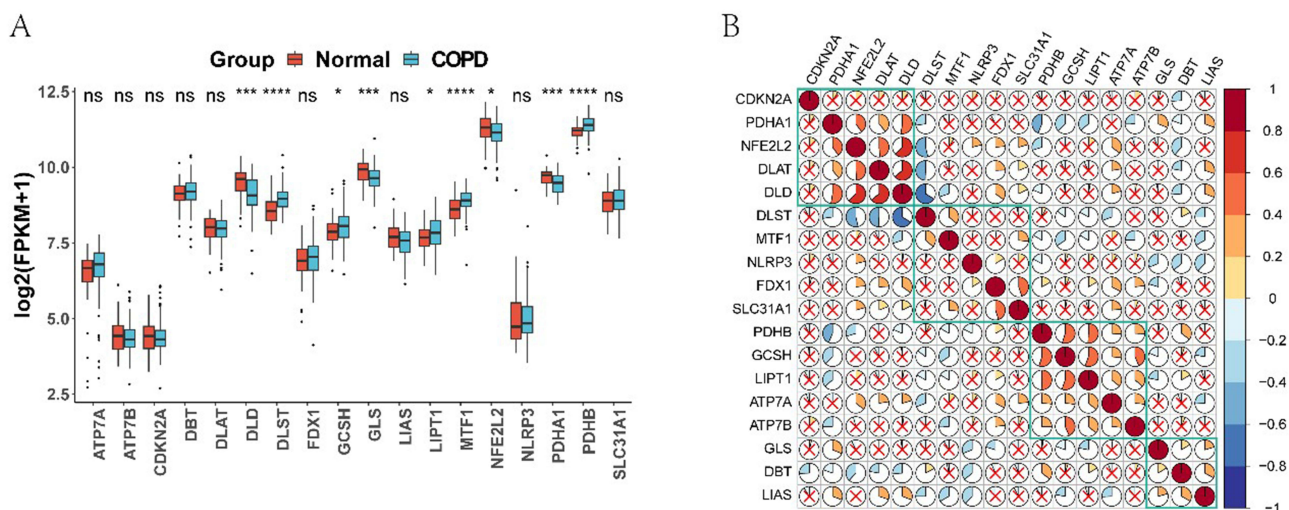 A
Group Normal COPD
ns ns ns ns ns *** **** ns * *** ns * **** * ns *** **** ns
log2(FPKM+1)
12.5
10.0
7.5
5.0
2.5
ATP7A
ATP7B
CDKN2A
DBT
DLAT
DLD
DLST
FDX1
GCSH
GLS
LIAS
LIPT1
MTF1
NFE2L2
NLRP3
PDHA1
PDHB
SLC31A1
B
CDKN2A
PDHA1
NFE2L2
DLAT
DLD
DLST
MTF1
NLRP3
FDX1
SLC31A1
PDHB
GCSH
LIPT1
ATP7A
ATP7B
GLS
DBT
LIAS
CDKN2A
PDHA1
NFE2L2
DLAT
DLD
DLST
MTF1
NLRP3
FDX1
SLC31A1
PDHB
GCSH
LIPT1
ATP7A
ATP7B
GLS
DBT
LIAS
1
0.8
0.6
0.4
0.2
0
−0.2
−0.4
−0.6
−0.8
−1